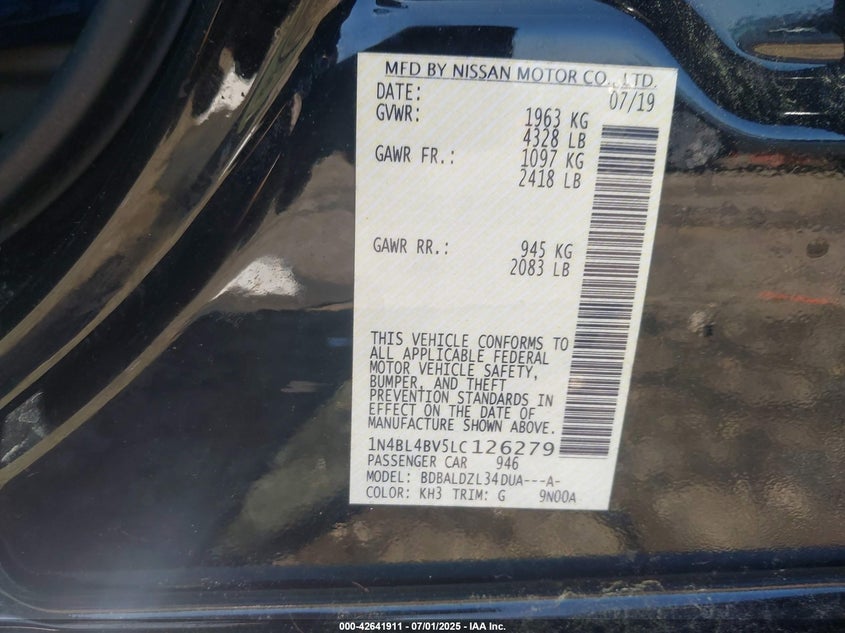 MFD BY NISSAN MOTOR CO., LTD.
DATE: 07/19
GVWR: 1963 KG
4328 LB
GAWR FR.: 1097 KG
2418 LB
GAWR RR.: 945 KG
2083 LB
THIS VEHICLE CONFORMS TO
ALL APPLICABLE FEDERAL
MOTOR VEHICLE SAFETY,
BUMPER, AND THEFT
PREVENTION STANDARDS IN
EFFECT ON THE DATE OF
MANUFACTURE SHOWN ABOVE.
1N4BL4BV5LC126279
PASSENGER CAR 946
MODEL: BDBALDZL34DUA---A-
COLOR: KH3 TRIM: G 9N00A
000-42641911 - 07/01/2025 - IAA Inc.